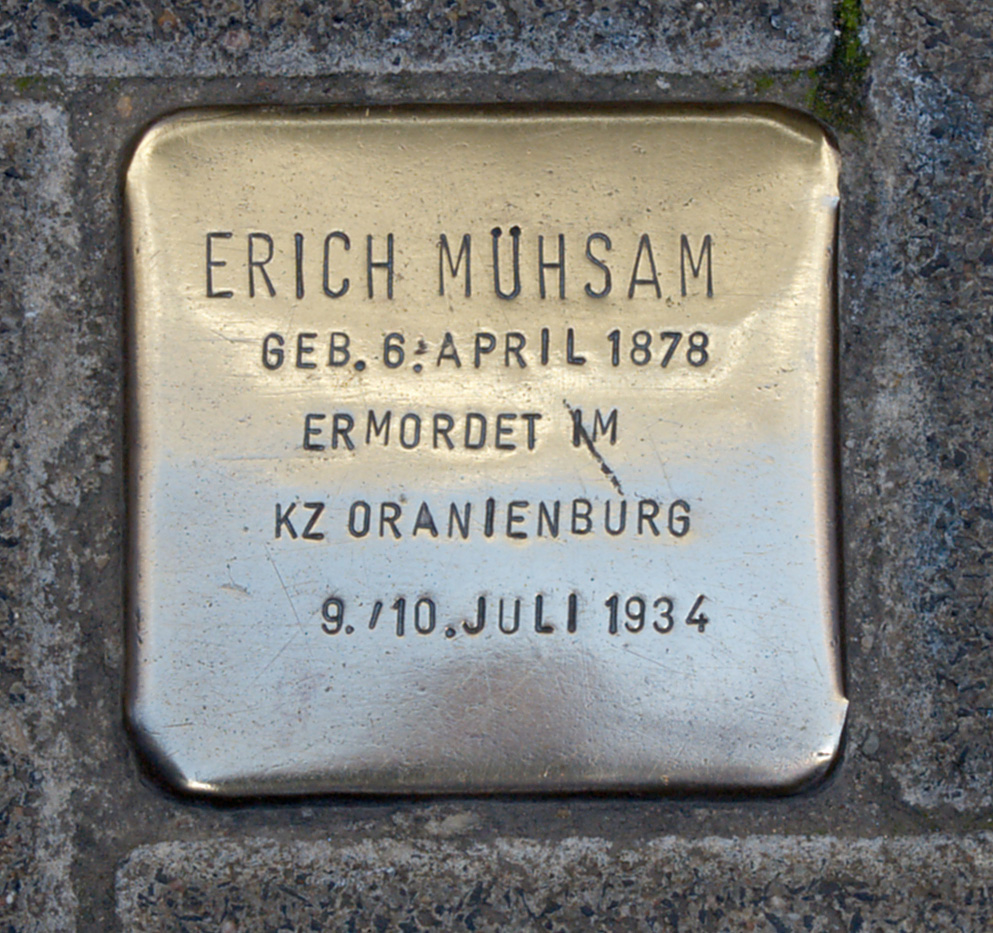 ERICH MÜHSAM
GEB. 6. APRIL 1878
ERMORDET IM
KZ ORANIENBURG
9./10. JULI 1934